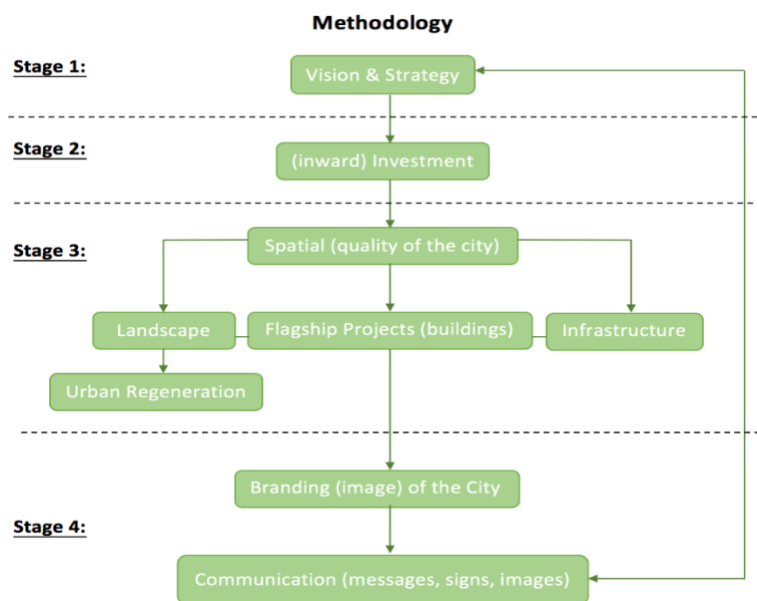 Methodology
Stage 1:
Vision & Strategy
Stage 2:
(inward) Investment
Stage 3:
Spatial (quality of the city)
Landscape
Flagship Projects (buildings)
Infrastructure
Urban Regeneration
Branding (image) of the City
Stage 4:
Communication (messages, signs, images)